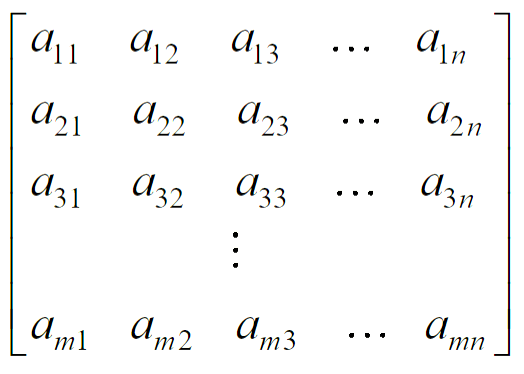 a₁₁ a₁₂ a₁₃ … a₁ₙ
a₂₁ a₂₂ a₂₃ … a₂ₙ
a₃₁ a₃₂ a₃₃ … a₃ₙ
⋮
aₘ₁ aₘ₂ aₘ₃ … aₘₙ